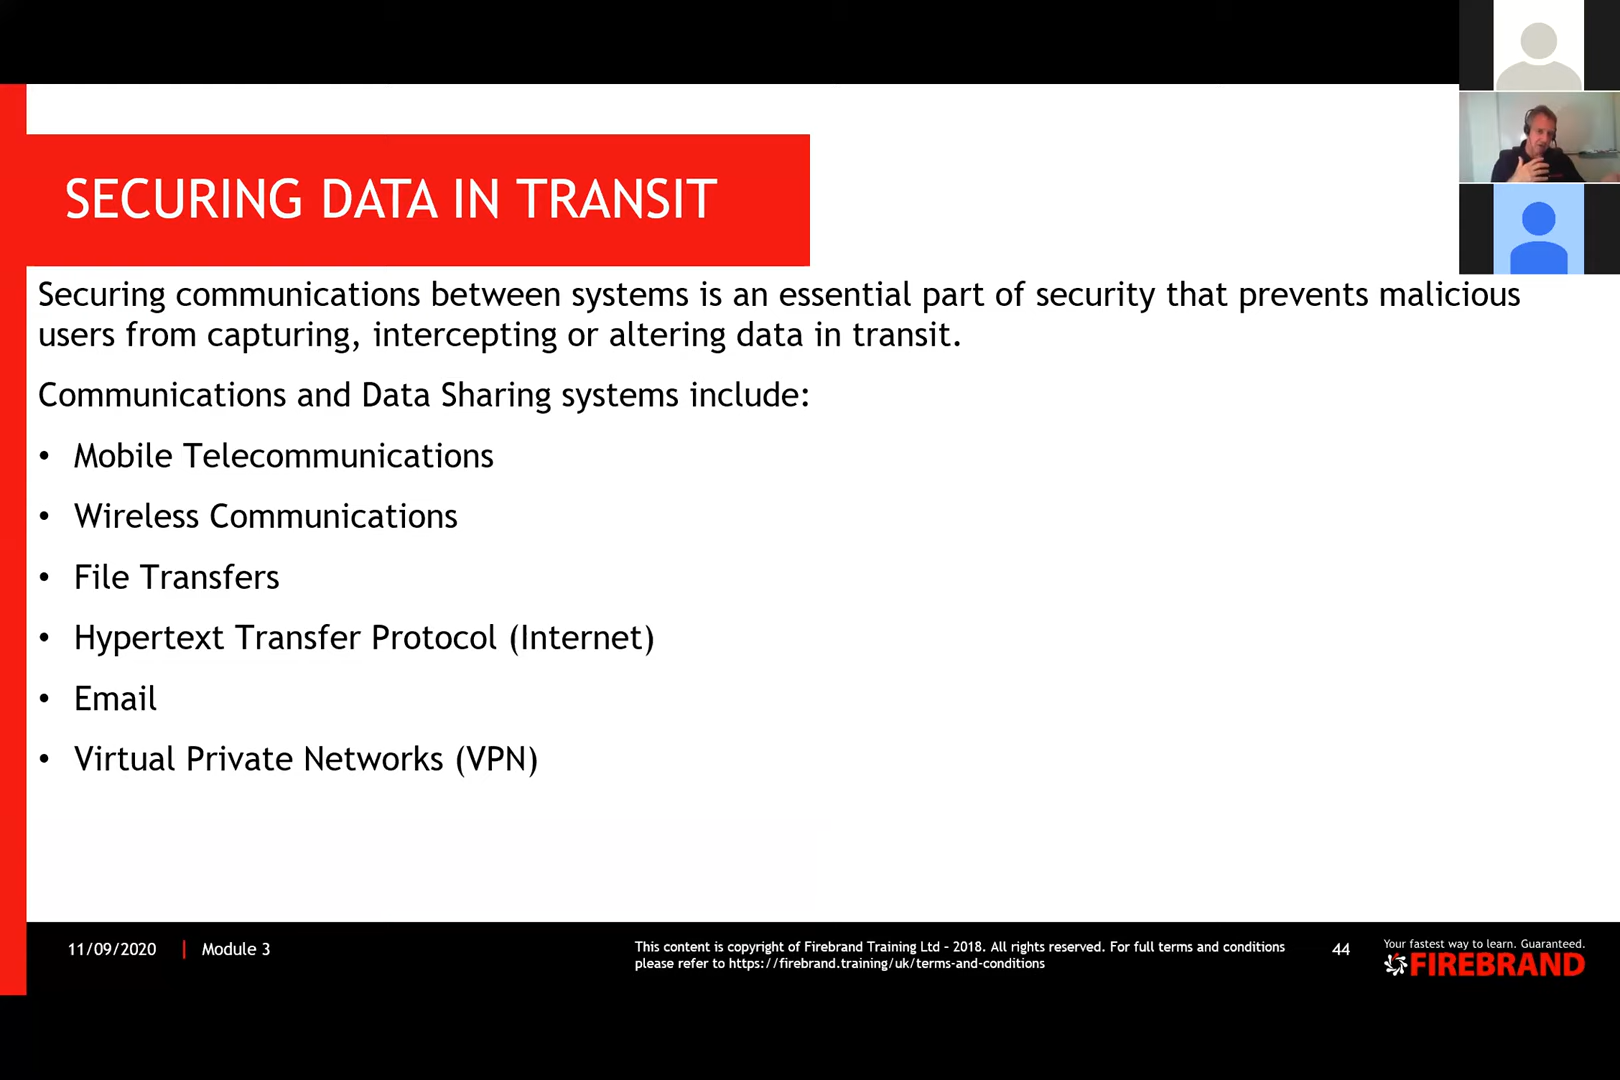 SECURING DATA IN TRANSIT
Securing communications between systems is an essential part of security that prevents malicious
users from capturing, intercepting or altering data in transit.
Communications and Data Sharing systems include:
• Mobile Telecommunications
• Wireless Communications
• File Transfers
• Hypertext Transfer Protocol (Internet)
• Email
• Virtual Private Networks (VPN)
11/09/2020 | Module 3
This content is copyright of Firebrand Training Ltd – 2018. All rights reserved. For full terms and conditions
please refer to https://firebrand.training/uk/terms-and-conditions
44
Your fastest way to learn. Guaranteed.
FIREBRAND